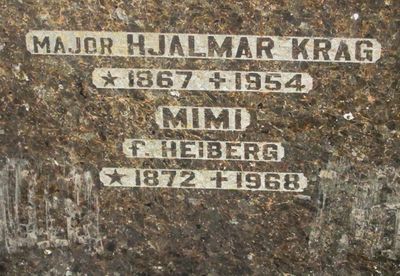 MAJOR HJALMAR KRAG
★ 1867 + 1954
MIMI
F. HEIBERG
★ 1872 + 1968